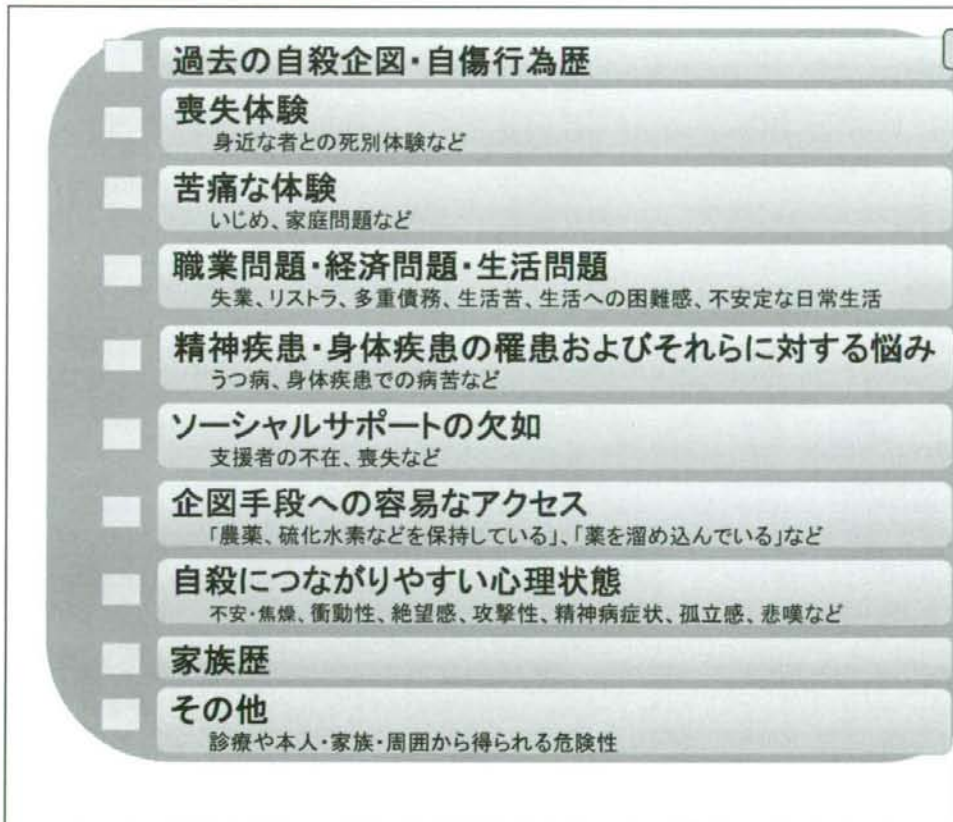 過去の自殺企図・自傷行為歴
喪失体験
身近な者との死別体験など
苦痛な体験
いじめ、家庭問題など
職業問題・経済問題・生活問題
失業、リストラ、多重債務、生活苦、生活への困難感、不安定な日常生活
精神疾患・身体疾患の罹患およびそれらに対する悩み
うつ病、身体疾患での病苦など
ソーシャルサポートの欠如
支援者の不在、喪失など
企図手段への容易なアクセス
「農薬、硫化水素などを保持している」、「薬を溜め込んでいる」など
自殺につながりやすい心理状態
不安・焦燥、衝動性、絶望感、攻撃性、精神病症状、孤立感、悲嘆など
家族歴
その他
診療や本人・家族・周囲から得られる危険性